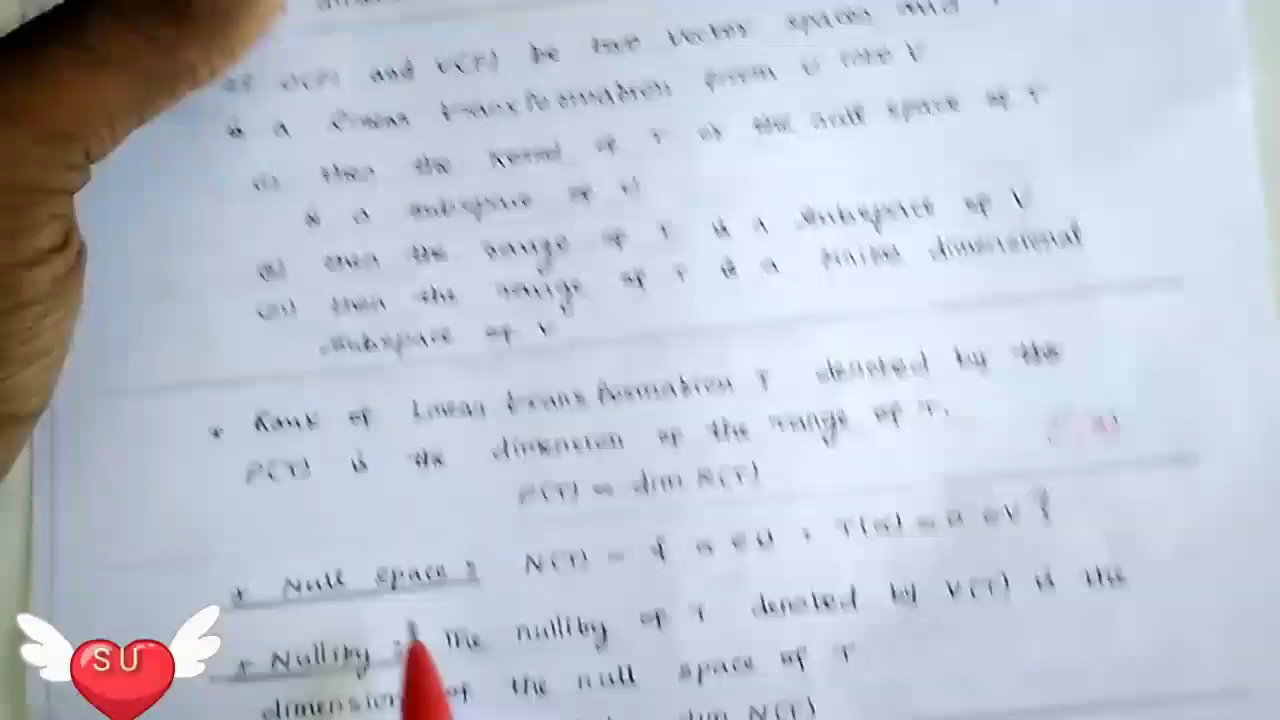 If U(F) and V(F) be two vector spaces and T
is a linear transformation from U into V
(i) then the kernel of T or the null space of T
is a subspace of U
(ii) then the range of T is a subspace of V
(iii) then the range of T is a finite dimensional
subspace of V
* Rank of Linear transformation T denoted by the
ρ(T) is the dimension of the range of T.
ρ(T) = dim R(T)
* Null space : N(T) = { u ∈ U : T(u) = 0 ∈ V }
* Nullity : The nullity of T denoted by V(T) is the
dimension of the null space of T
dim N(T)
SU